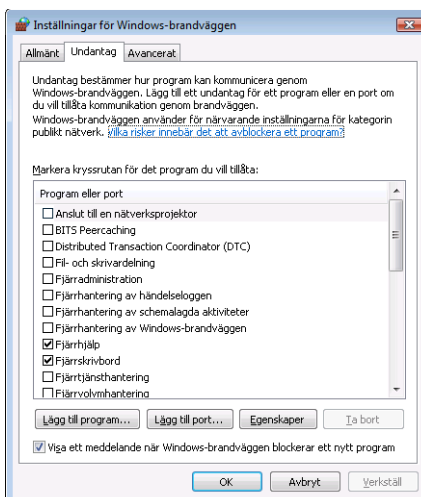 Inställningar för Windows-brandväggen
Allmänt Undantag Avancerat
Undantag bestämmer hur program kan kommunicera genom
Windows-brandväggen. Lägg till ett undantag för ett program eller en port om
du vill tillåta kommunikation genom brandväggen.
Windows-brandväggen använder för närvarande inställningarna för kategorin
publikt nätverk. Vilka risker innebär det att avblockera ett program?
Markera kryssrutan för det program du vill tillåta:
Program eller port
Anslut till en nätverksprojektor
BITS Peercaching
Distributed Transaction Coordinator (DTC)
Fil- och skrivardelning
Fjärradministration
Fjärrhantering av händelseloggen
Fjärrhantering av schemalagda aktiviteter
Fjärrhantering av Windows-brandväggen
Fjärrhjälp
Fjärrskrivbord
Fjärrtjänsthantering
Fjärrvolymhantering
Lägg till program... Lägg till port... Egenskaper Ta bort
Visa ett meddelande när Windows-brandväggen blockerar ett nytt program
OK Avbryt Verkställ